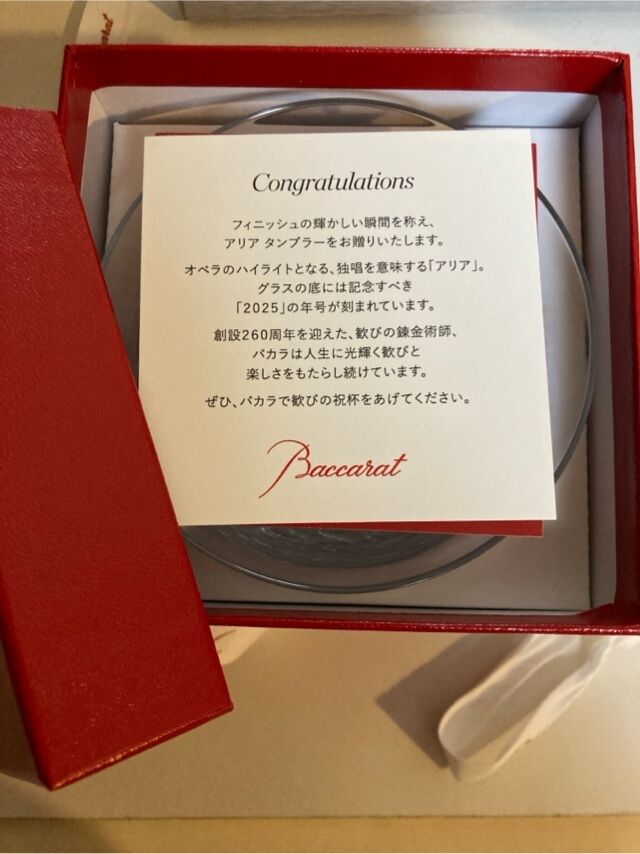 Baccarat
Congratulations
フィニッシュの輝かしい瞬間を称え、
アリア タンブラーをお贈りいたします。
オペラのハイライトとなる、独唱を意味する「アリア」。
グラスの底には記念すべき
「2025」の年号が刻まれています。
創設260周年を迎えた、歓びの錬金術師、
バカラは人生に光輝く歓びと
楽しさをもたらし続けています。
ぜひ、バカラで歓びの祝杯をあげてください。
Baccarat